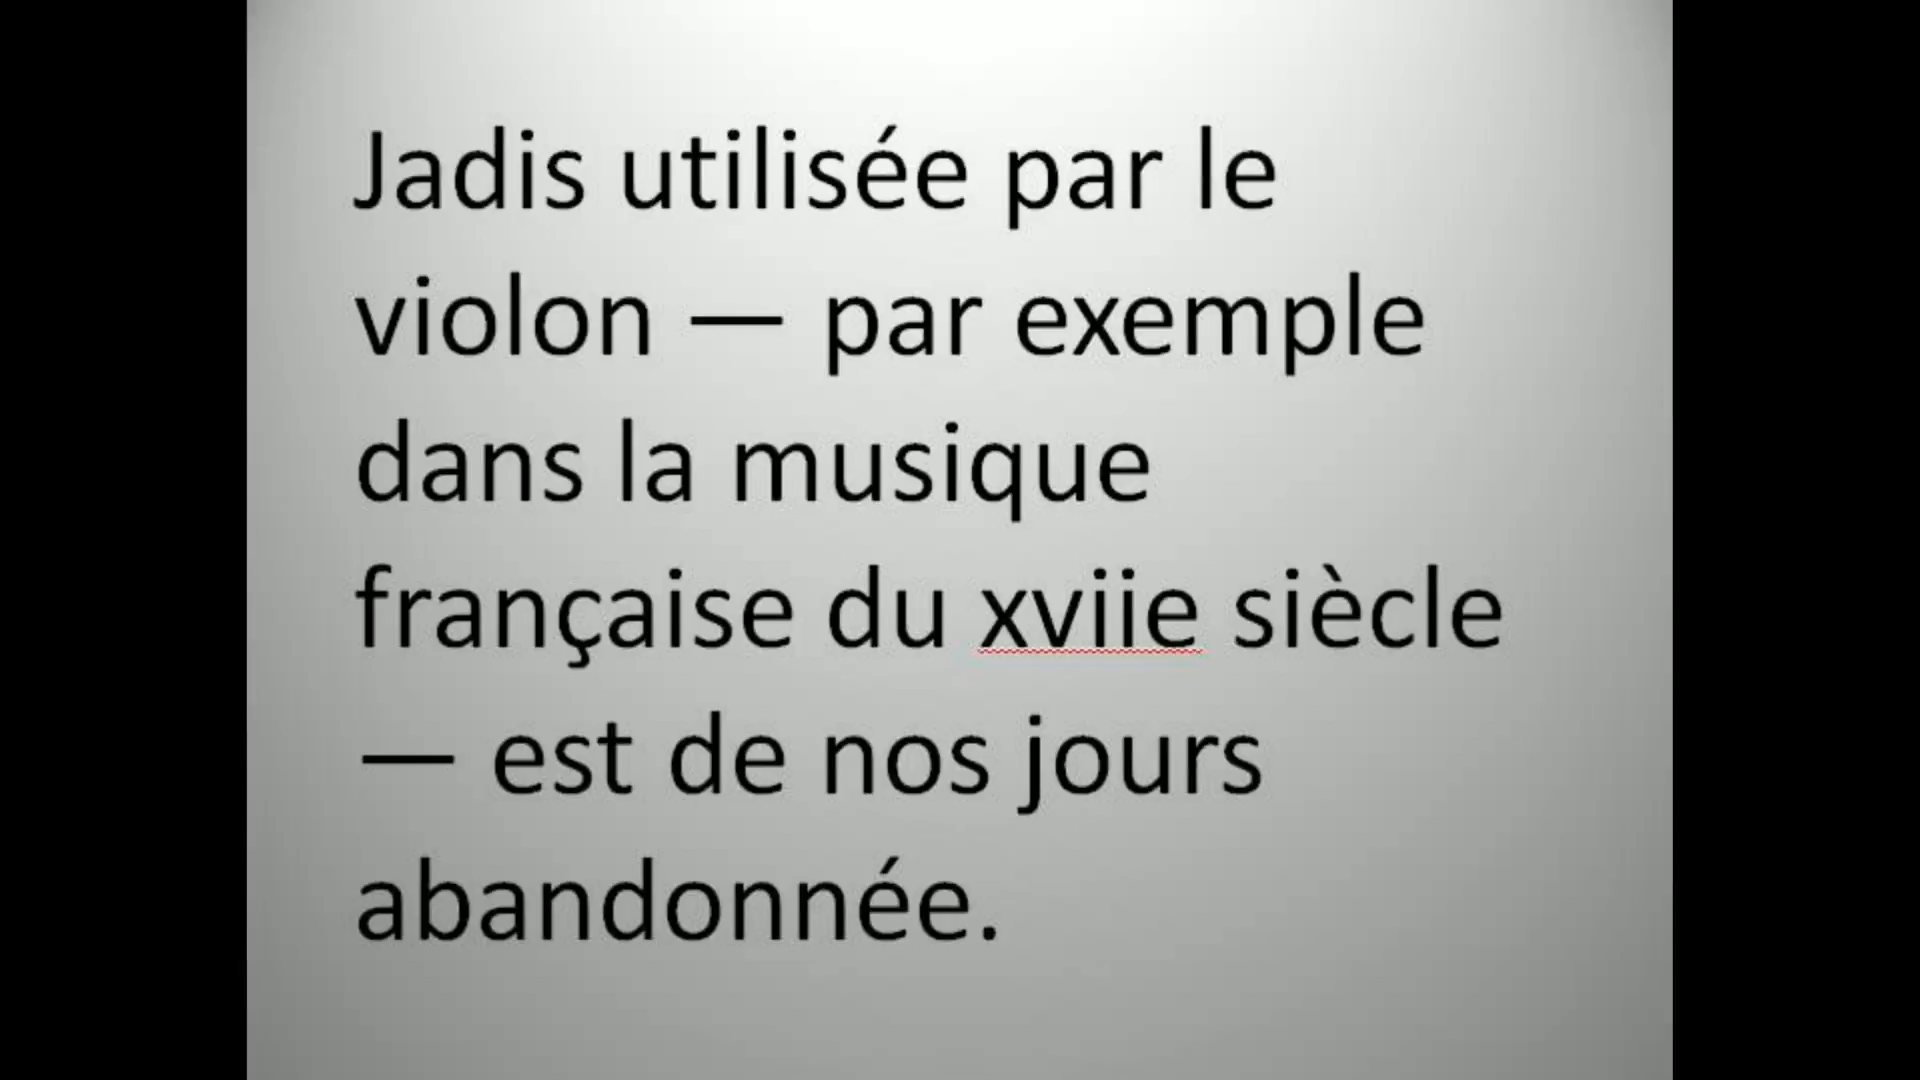 Jadis utilisée par le
violon — par exemple
dans la musique
française du xviie siècle
— est de nos jours
abandonnée.